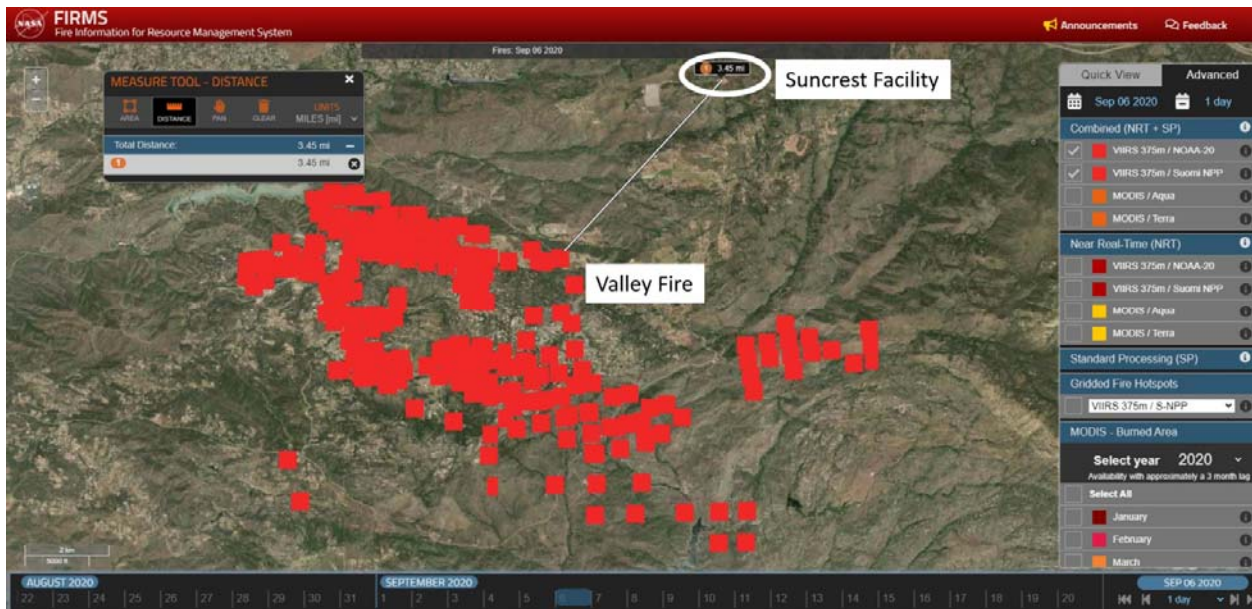 NASA
FIRMS
Fire Information for Resource Management System
Announcements
Feedback
Fires: Sep 06 2020
+
−
MEASURE TOOL - DISTANCE
AREA
DISTANCE
PAN
CLEAR
UNITS
MILES [mi]
Total Distance:
3.45 mi
1
3.45 mi
1 3.45 mi
Suncrest Facility
Valley Fire
Quick View
Advanced
Sep 06 2020
1 day
Combined (NRT + SP)
VIIRS 375m / NOAA-20
VIIRS 375m / Suomi NPP
MODIS / Aqua
MODIS / Terra
Near Real-Time (NRT)
VIIRS 375m / NOAA-20
VIIRS 375m / Suomi NPP
MODIS / Aqua
MODIS / Terra
Standard Processing (SP)
Gridded Fire Hotspots
VIIRS 375m / S-NPP
MODIS - Burned Area
Select year 2020
Availability with approximately a 3 month lag
Select All
January
February
March
2 km
5000 ft
AUGUST 2020
SEPTEMBER 2020
SEP 06 2020
22 23 24 25 26 27 28 29 30 31 1 2 3 4 5 6 7 8 9 10 11 12 13 14 15 16 17 18 19 20
1 day